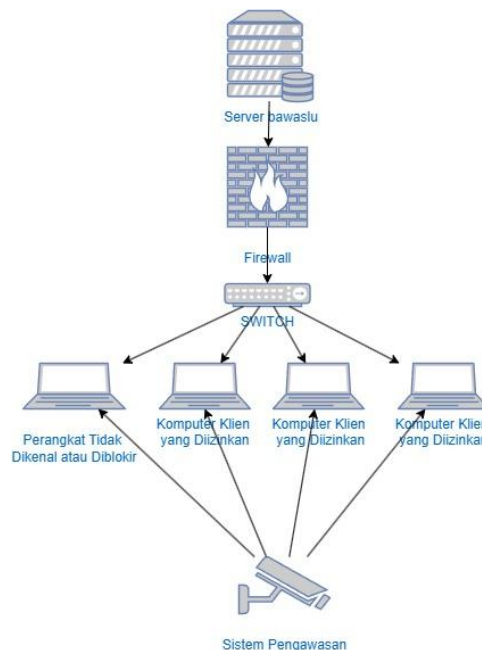 Server bawaslu
Firewall
SWITCH
Perangkat Tidak
Dikenal atau Diblokir
Komputer Klien
yang Diizinkan
Komputer Klien
yang Diizinkan
Komputer Klien
yang Diizinkan
Sistem Pengawasan